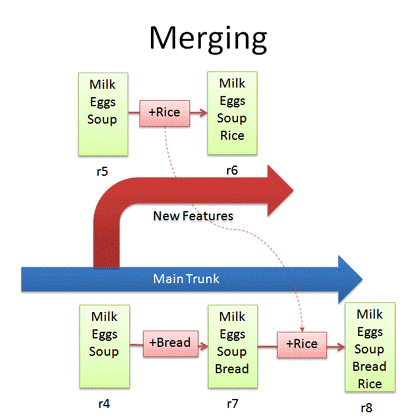 Merging
Milk
Eggs
Soup
r5
+Rice
Milk
Eggs
Soup
Rice
r6
New Features
Main Trunk
Milk
Eggs
Soup
r4
+Bread
Milk
Eggs
Soup
Bread
r7
+Rice
Milk
Eggs
Soup
Bread
Rice
r8